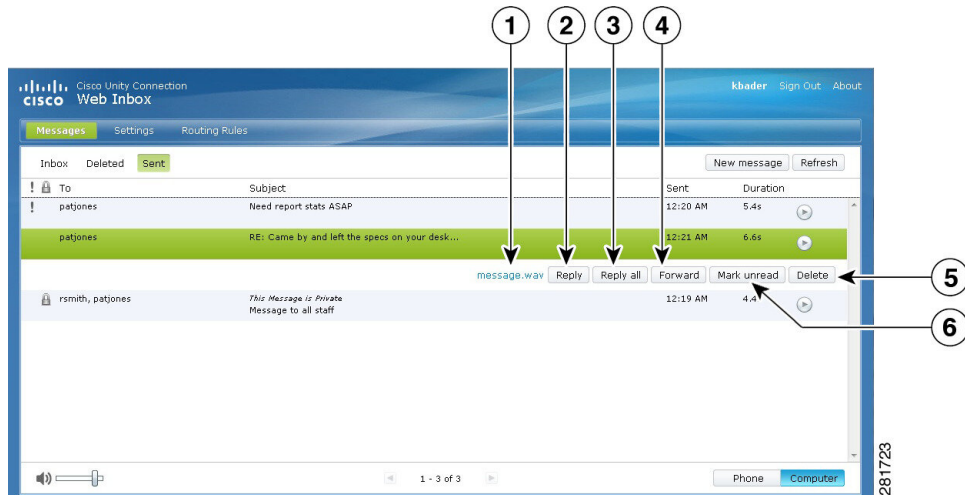 1 2 3 4
Cisco Unity Connection
CISCO Web Inbox
kbader Sign Out About
Messages Settings Routing Rules
Inbox Deleted Sent New message Refresh
! To Subject Sent Duration
! patjones Need report stats ASAP 12:20 AM 5.4s
patjones RE: Came by and left the specs on your desk... 12:21 AM 6.6s
message.wav Reply Reply all Forward Mark unread Delete 5
rsmith, patjones This Message is Private 12:19 AM 4.4
Message to all staff
6
1 - 3 of 3
Phone Computer
281723